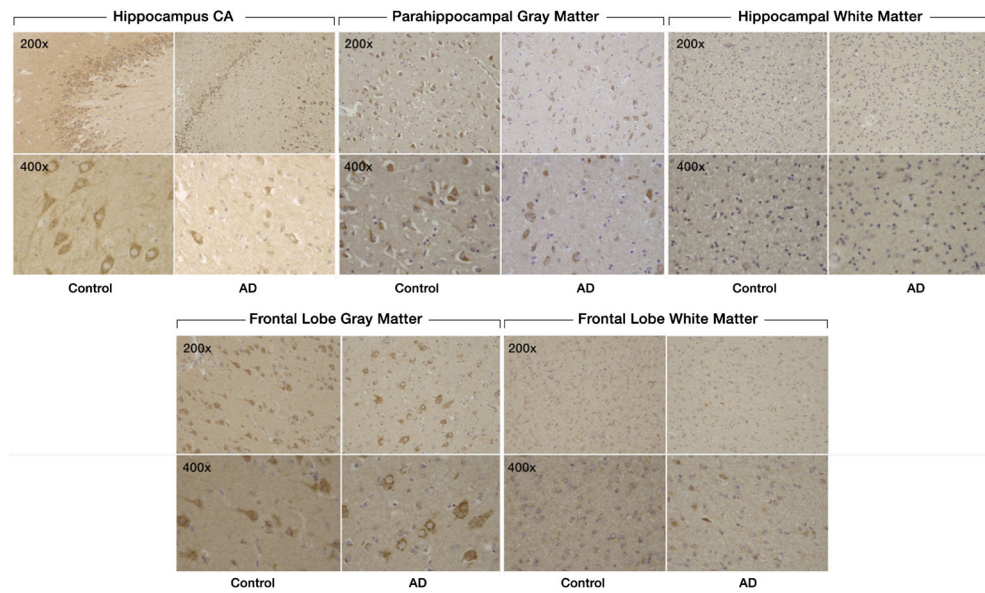 Hippocampus CA
Parahippocampal Gray Matter
Hippocampal White Matter
200x
200x
200x
400x
400x
400x
Control
AD
Control
AD
Control
AD
Frontal Lobe Gray Matter
Frontal Lobe White Matter
200x
200x
400x
400x
Control
AD
Control
AD